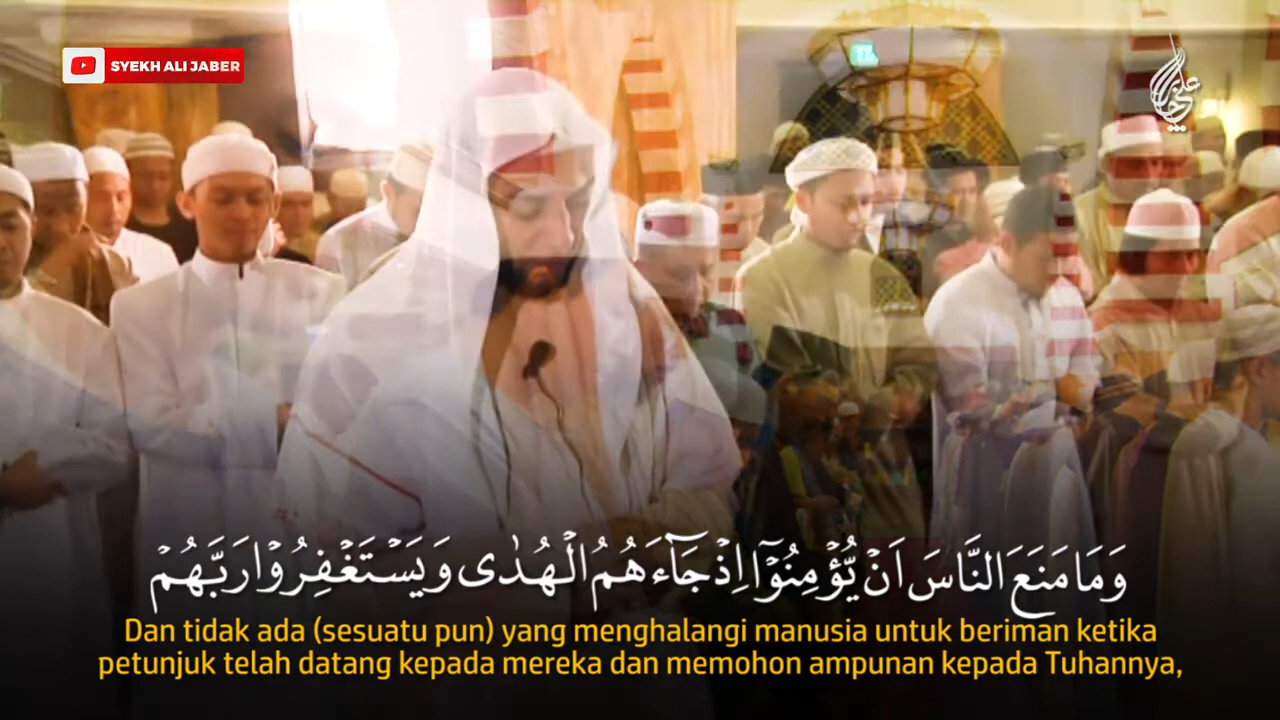 SYEKH ALI JABER
وَمَا مَنَعَ النَّاسَ اَنْ يُّؤْمِنُوْٓا اِذْ جَاۤءَهُمُ الْهُدٰى وَيَسْتَغْفِرُوْا رَبَّهُمْ
Dan tidak ada (sesuatu pun) yang menghalangi manusia untuk beriman ketika
petunjuk telah datang kepada mereka dan memohon ampunan kepada Tuhannya,